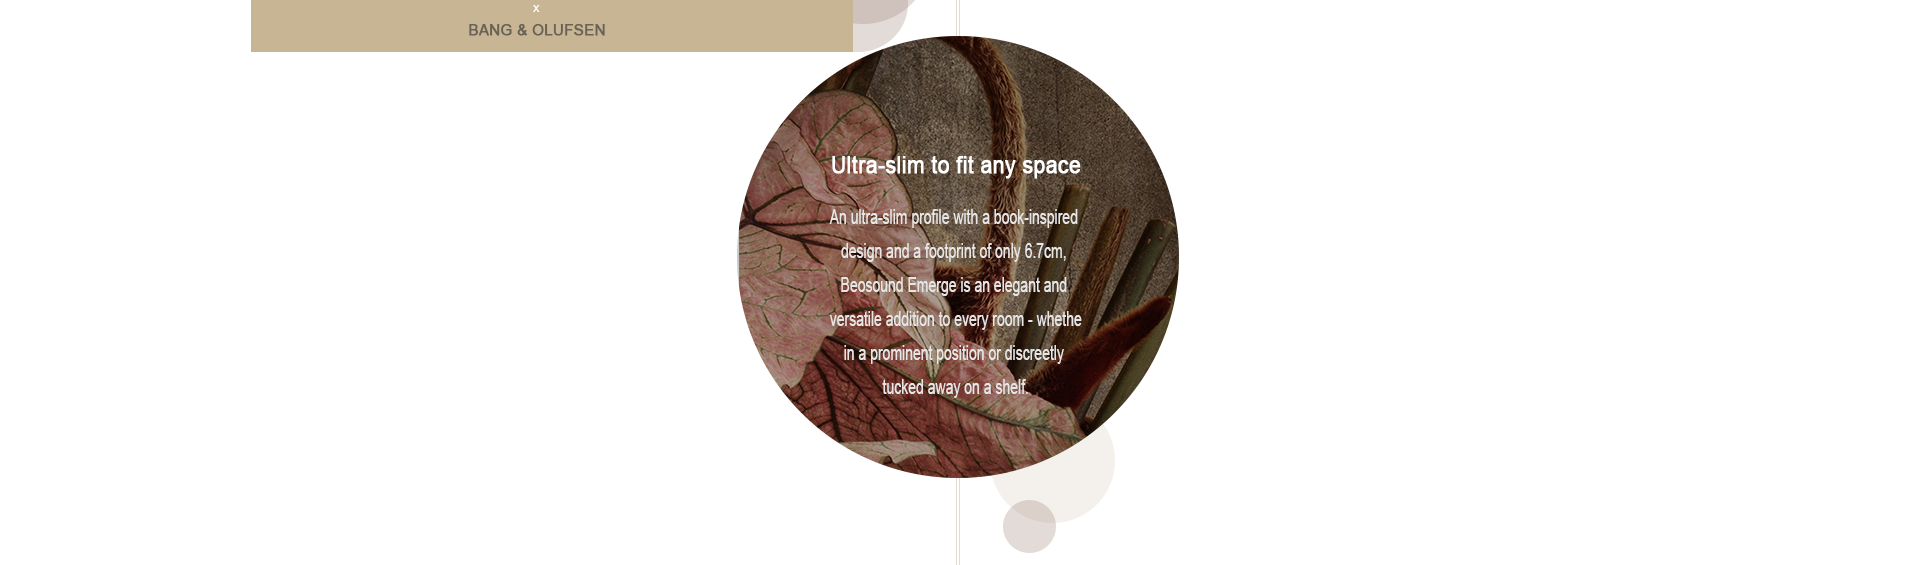 x
BANG & OLUFSEN
Ultra-slim to fit any space
An ultra-slim profile with a book-inspired
design and a footprint of only 6.7cm,
Beosound Emerge is an elegant and
versatile addition to every room - whethe
in a prominent position or discreetly
tucked away on a shelf.